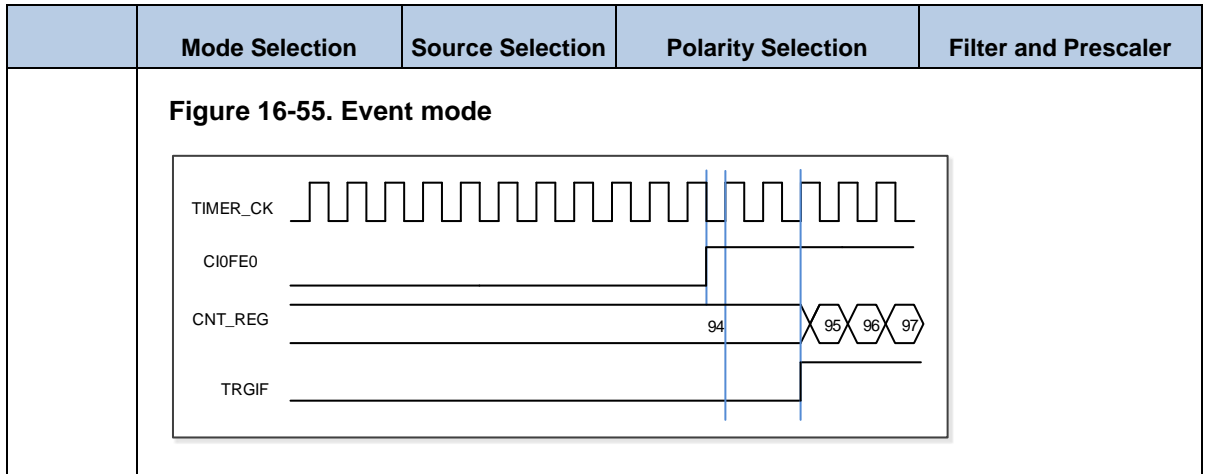 Mode Selection Source Selection Polarity Selection Filter and Prescaler
Figure 16-55. Event mode
TIMER_CK
CI0FE0
CNT_REG 94 95 96 97
TRGIF